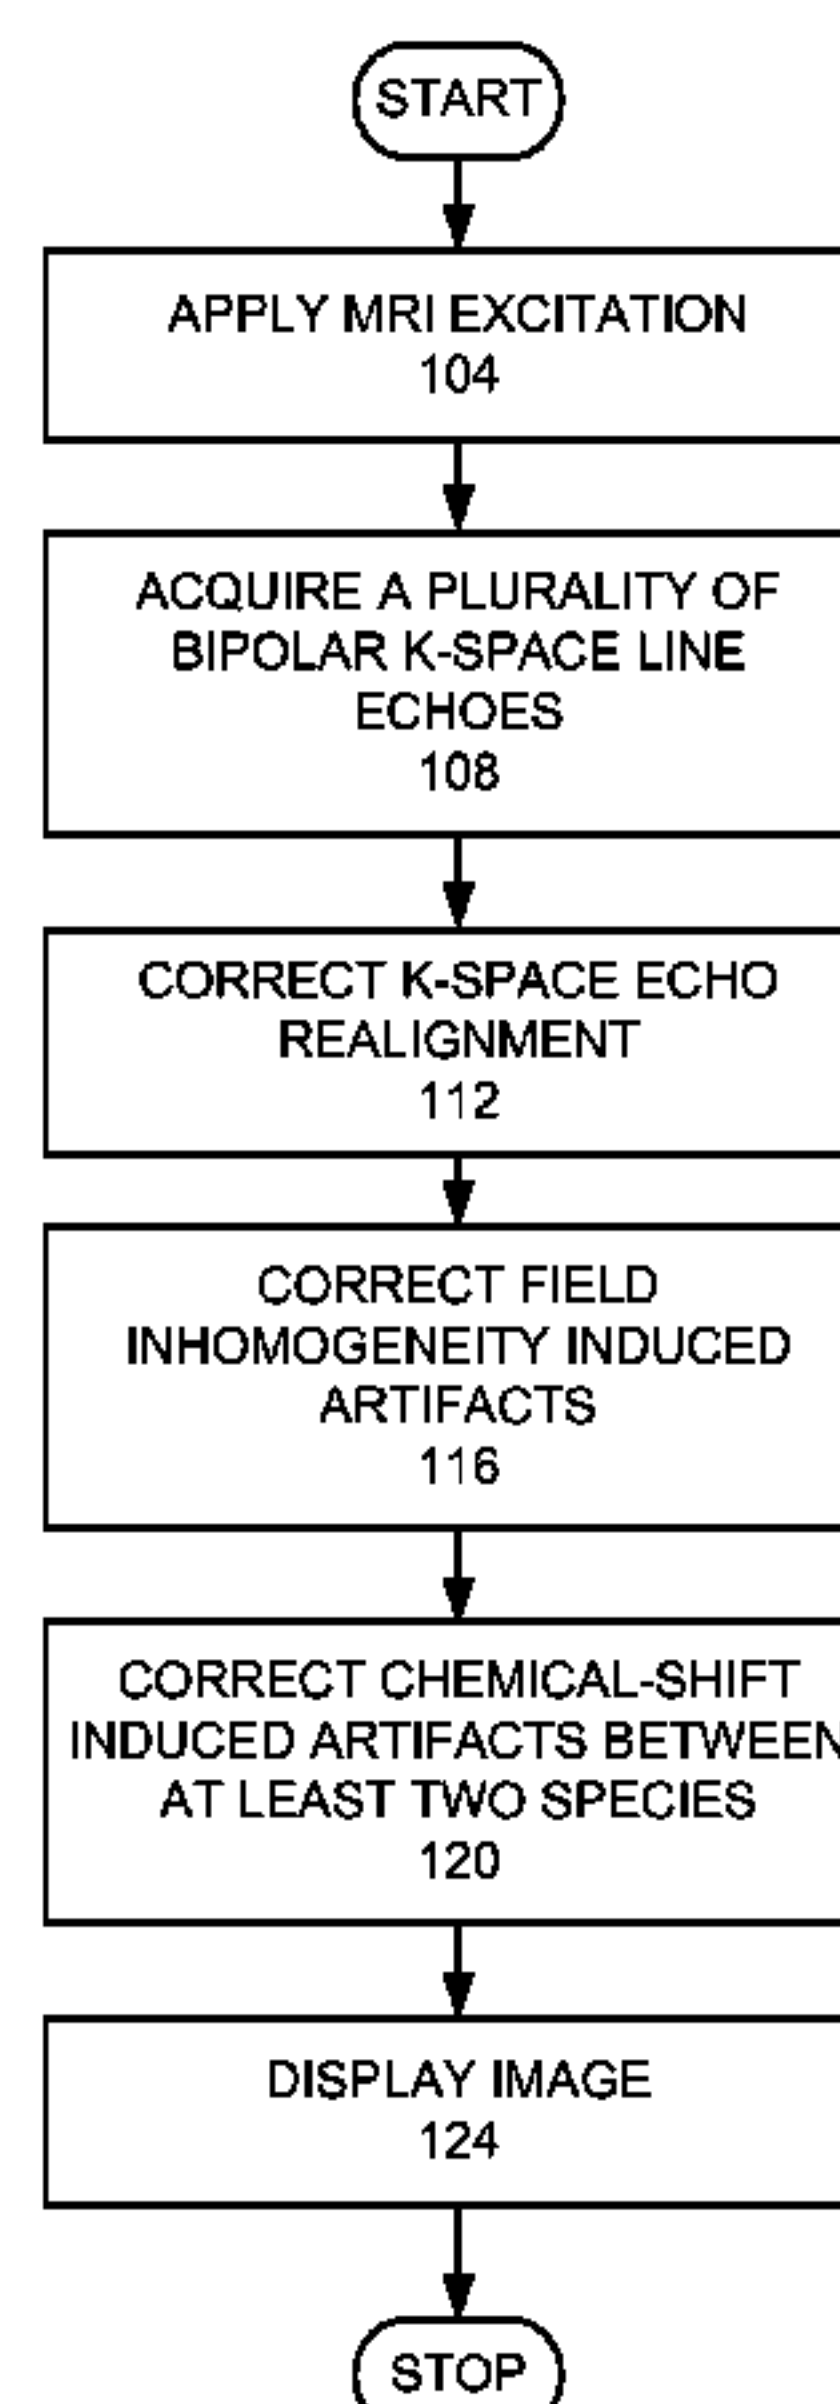 START
APPLY MRI EXCITATION
104
ACQUIRE A PLURALITY OF
BIPOLAR K-SPACE LINE
ECHOES
108
CORRECT K-SPACE ECHO
REALIGNMENT
112
CORRECT FIELD
INHOMOGENEITY INDUCED
ARTIFACTS
116
CORRECT CHEMICAL-SHIFT
INDUCED ARTIFACTS BETWEEN
AT LEAST TWO SPECIES
120
DISPLAY IMAGE
124
STOP